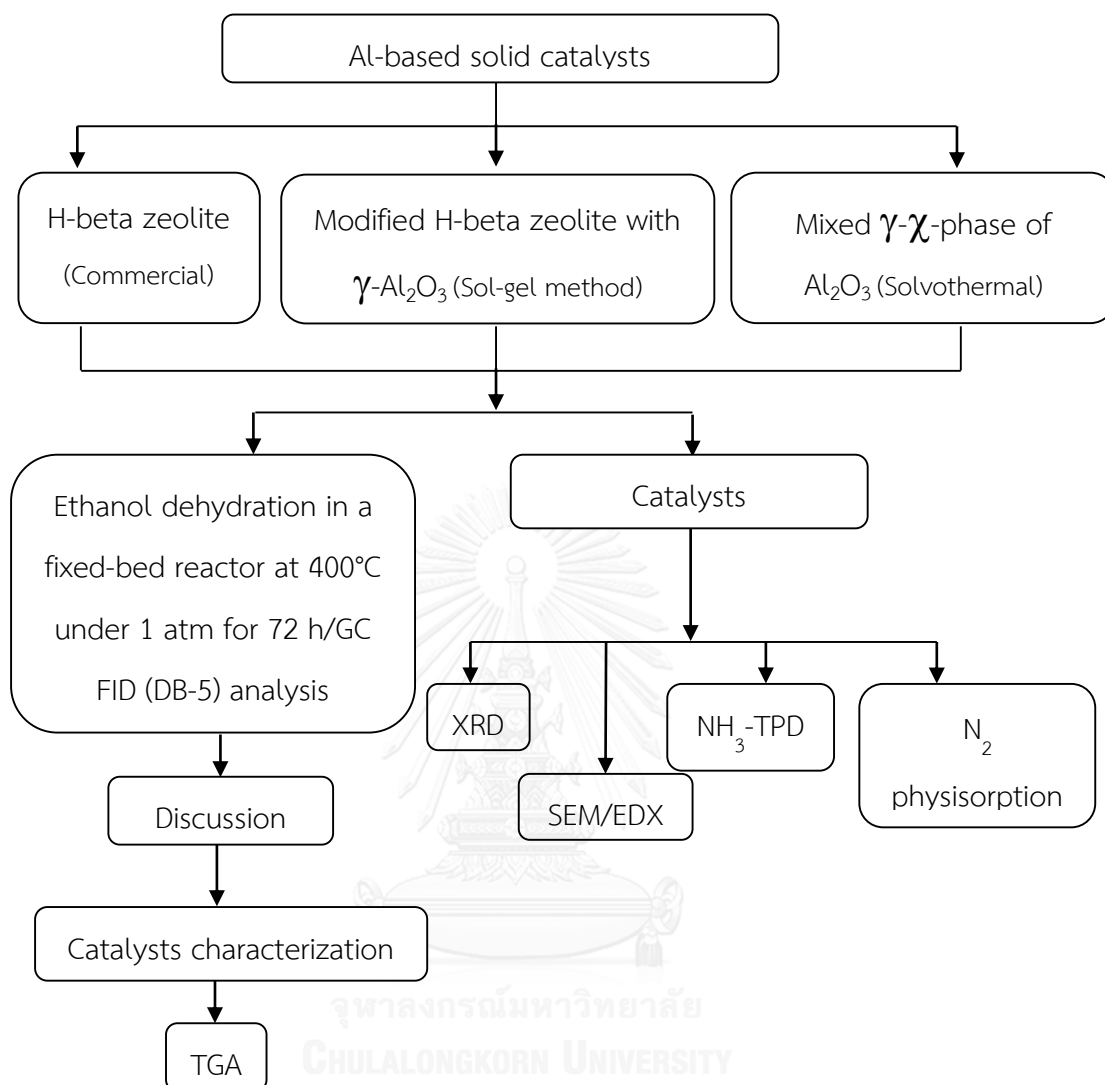 Al-based solid catalysts
H-beta zeolite
(Commercial)
Modified H-beta zeolite with
γ-Al₂O₃ (Sol-gel method)
Mixed γ-χ-phase of
Al₂O₃ (Solvothermal)
Ethanol dehydration in a
fixed-bed reactor at 400°C
under 1 atm for 72 h/GC
FID (DB-5) analysis
Catalysts
XRD
SEM/EDX
NH₃-TPD
N₂
physisorption
Discussion
Catalysts characterization
TGA
จุฬาลงกรณ์มหาวิทยาลัย
CHULALONGKORN UNIVERSITY